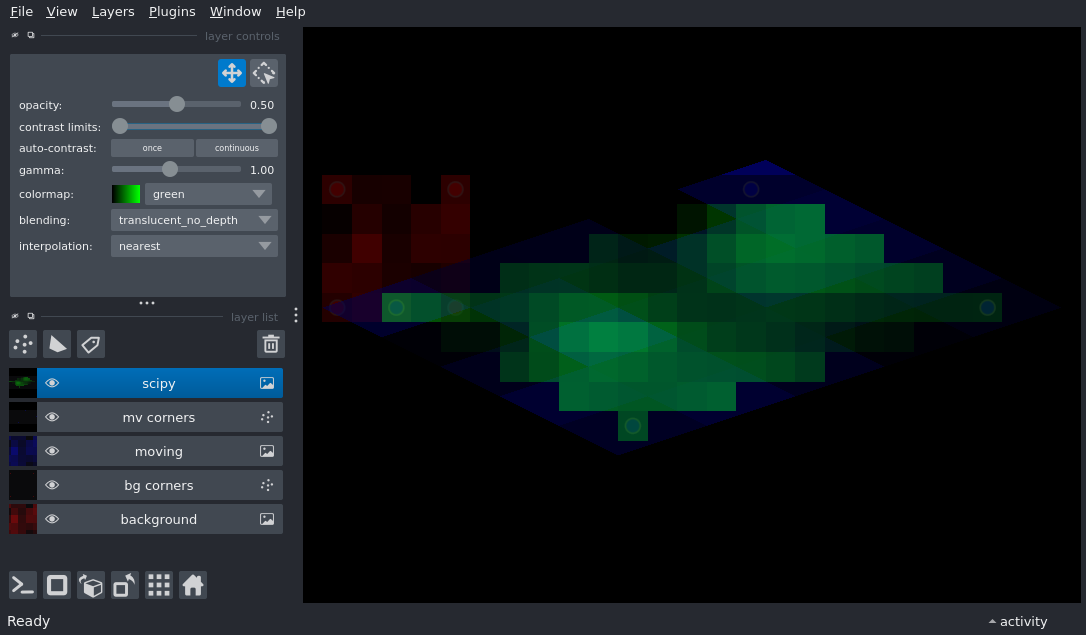 File View Layers Plugins Window Help
layer controls
opacity: 0.50
contrast limits:
auto-contrast: once continuous
gamma: 1.00
colormap: green
blending: translucent_no_depth
interpolation: nearest
layer list
scipy
mv corners
moving
bg corners
background
Ready activity